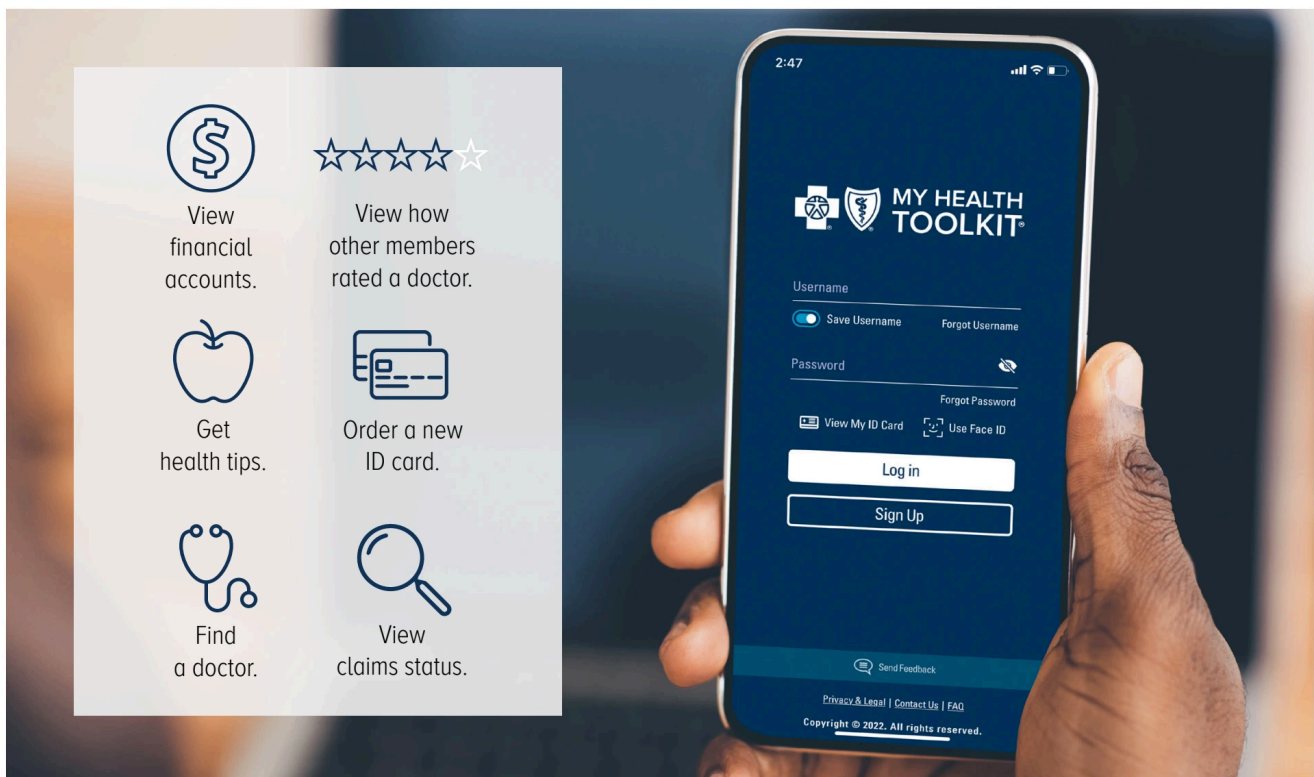 View
financial
accounts.
View how
other members
rated a doctor.
Get
health tips.
Order a new
ID card.
Find
a doctor.
View
claims status.
2:47
MY HEALTH
TOOLKIT®
Username
Save Username
Forgot Username
Password
Forgot Password
View My ID Card
Use Face ID
Log in
Sign Up
Send Feedback
Privacy & Legal | Contact Us | FAQ
Copyright © 2022. All rights reserved.